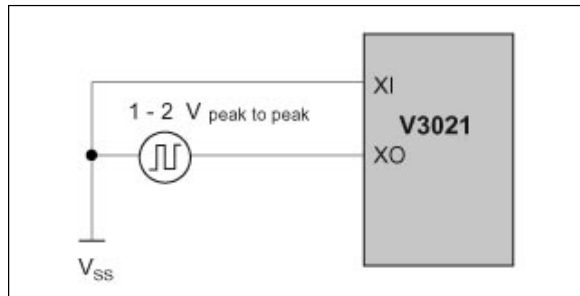 XI
1 - 2 V peak to peak
V3021
XO
VSS